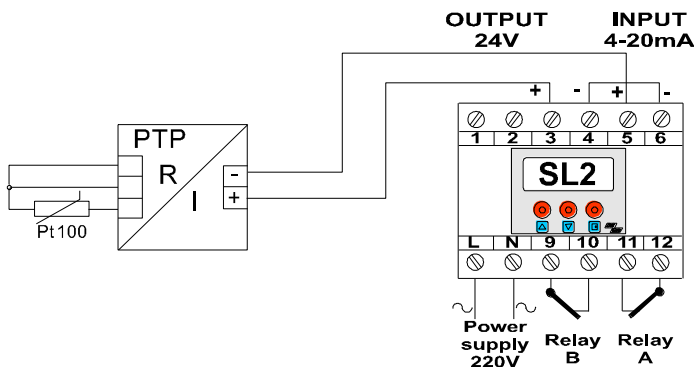 OUTPUT INPUT
24V 4-20mA
+ - + -
1 2 3 4 5 6
PTP
R
I
-
+
Pt100
SL2
L N 9 10 11 12
Power
supply
220V
Relay
B
Relay
A